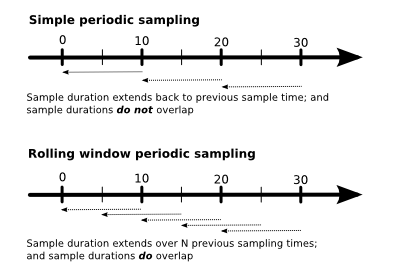 Simple periodic sampling
0 10 20 30
Sample duration extends back to previous sample time; and
sample durations do not overlap
Rolling window periodic sampling
0 10 20 30
Sample duration extends over N previous sampling times;
and sample durations do overlap